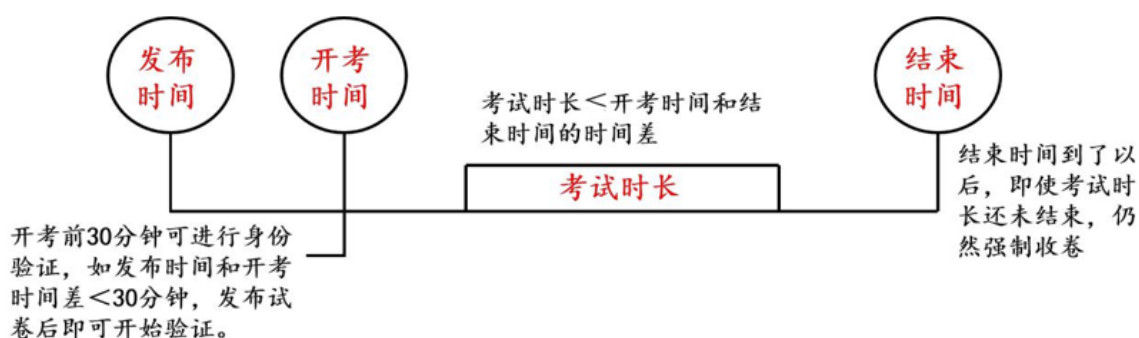 发布
时间
开考
时间
结束
时间
考试时长＜开考时间和结
束时间的时间差
考试时长
结束时间到了以
后，即使考试时
长还未结束，仍
然强制收卷
开考前30分钟可进行身份
验证，如发布时间和开考
时间差＜30分钟，发布试
卷后即可开始验证。